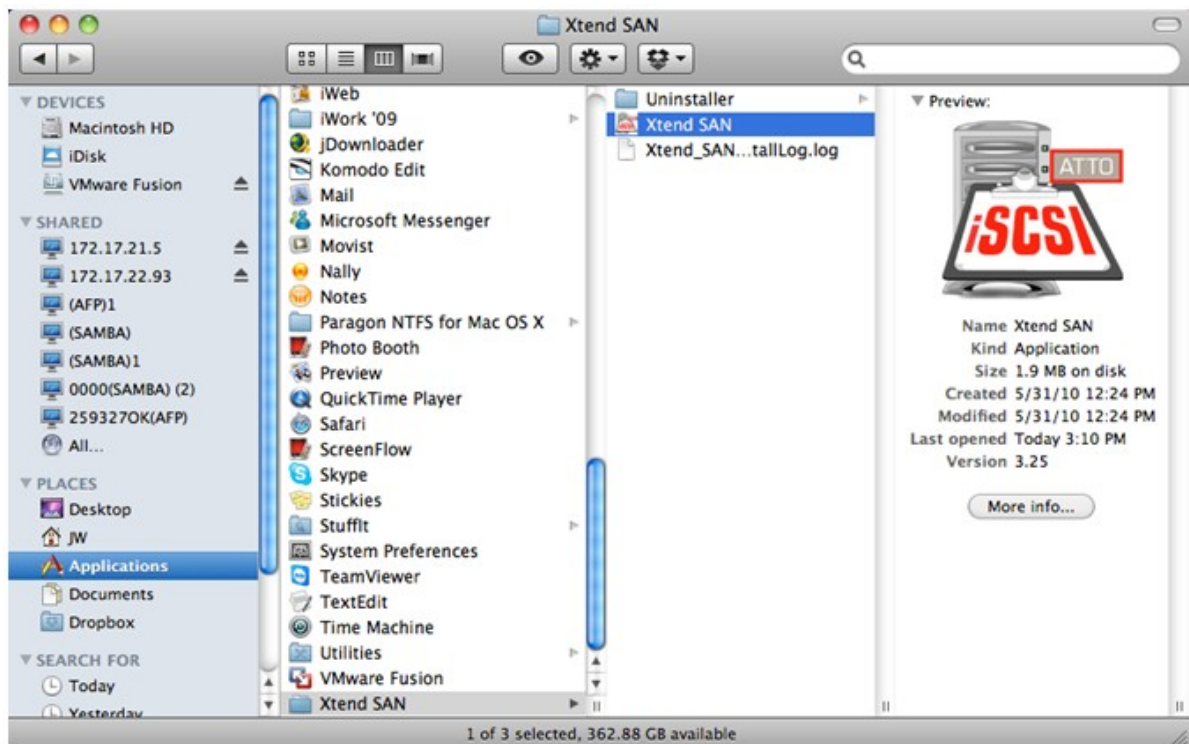 Xtend SAN
DEVICES
Macintosh HD
iDisk
VMware Fusion
SHARED
172.17.21.5
172.17.22.93
(AFP)1
(SAMBA)
(SAMBA)1
0000(SAMBA) (2)
259327OK(AFP)
All...
PLACES
Desktop
JW
Applications
Documents
Dropbox
SEARCH FOR
Today
Yesterday
iWeb
iWork '09
jDownloader
Komodo Edit
Mail
Microsoft Messenger
Movist
Nally
Notes
Paragon NTFS for Mac OS X
Photo Booth
Preview
QuickTime Player
Safari
ScreenFlow
Skype
Stickies
StuffIt
System Preferences
TeamViewer
TextEdit
Time Machine
Utilities
VMware Fusion
Xtend SAN
Uninstaller
Xtend SAN
Xtend_SAN...tallLog.log
Preview:
ATTO
iSCSI
Name Xtend SAN
Kind Application
Size 1.9 MB on disk
Created 5/31/10 12:24 PM
Modified 5/31/10 12:24 PM
Last opened Today 3:10 PM
Version 3.25
More info...
1 of 3 selected, 362.88 GB available